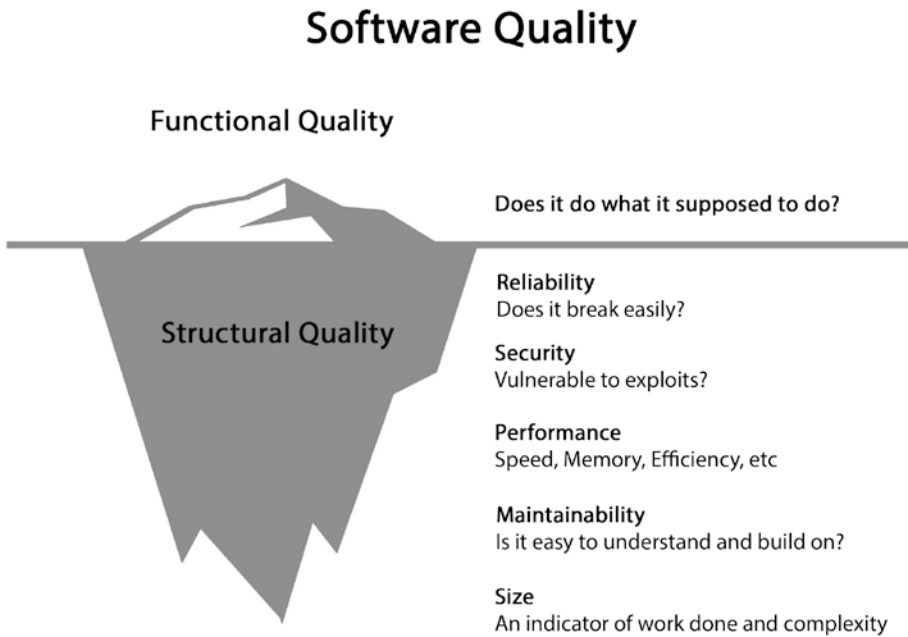 Software Quality
Functional Quality
Does it do what it supposed to do?
Structural Quality
Reliability
Does it break easily?
Security
Vulnerable to exploits?
Performance
Speed, Memory, Efficiency, etc
Maintainability
Is it easy to understand and build on?
Size
An indicator of work done and complexity